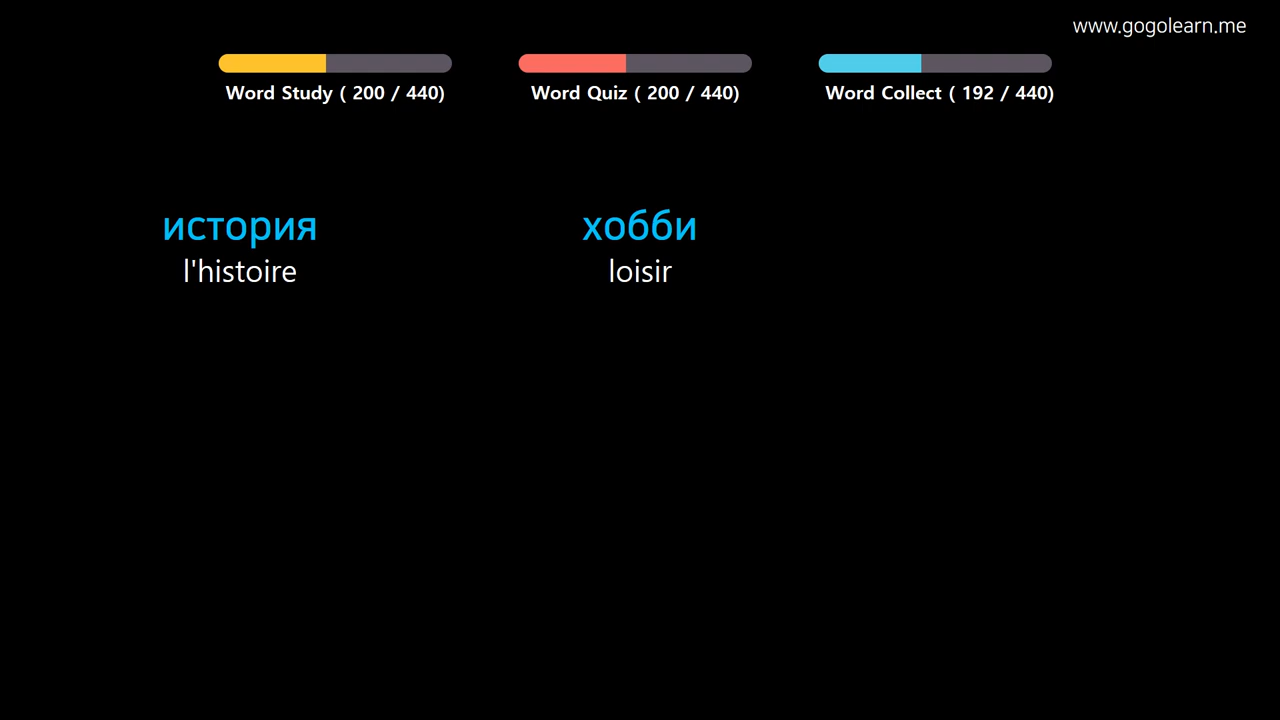 www.gogolearn.me
Word Study ( 200 / 440)
Word Quiz ( 200 / 440)
Word Collect ( 192 / 440)
история
l'histoire
хобби
loisir